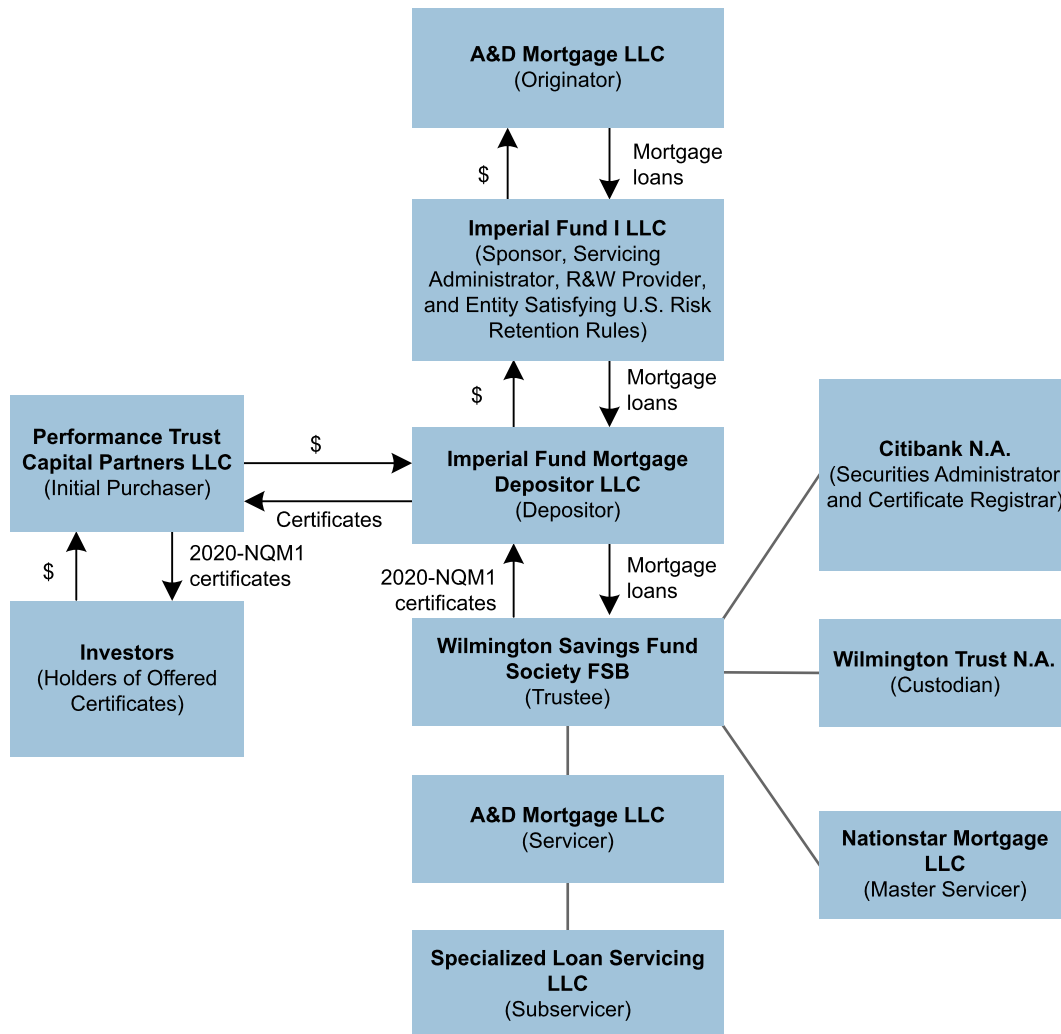 A&D Mortgage LLC
(Originator)
$
Mortgage
loans
Imperial Fund I LLC
(Sponsor, Servicing
Administrator, R&W Provider,
and Entity Satisfying U.S. Risk
Retention Rules)
$
Mortgage
loans
Performance Trust
Capital Partners LLC
(Initial Purchaser)
$
Certificates
Imperial Fund Mortgage
Depositor LLC
(Depositor)
Citibank N.A.
(Securities Administrator
and Certificate Registrar)
$
2020-NQM1
certificates
2020-NQM1
certificates
Mortgage
loans
Investors
(Holders of Offered
Certificates)
Wilmington Savings Fund
Society FSB
(Trustee)
Wilmington Trust N.A.
(Custodian)
A&D Mortgage LLC
(Servicer)
Nationstar Mortgage
LLC
(Master Servicer)
Specialized Loan Servicing
LLC
(Subservicer)